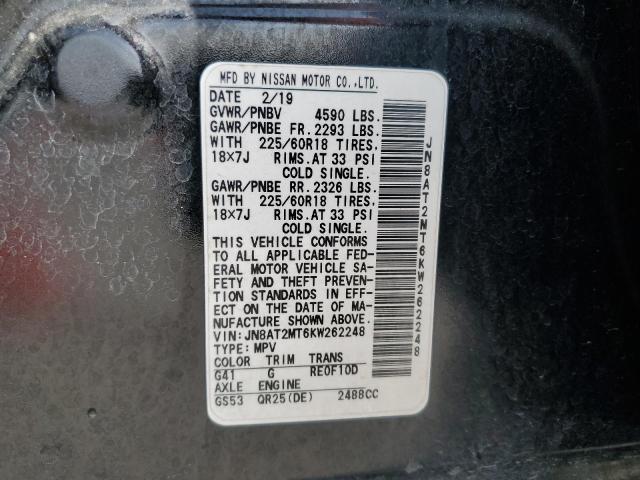 MFD BY NISSAN MOTOR CO.,LTD.
DATE 2/19
GVWR/PNBV 4590 LBS.
GAWR/PNBE FR. 2293 LBS.
WITH 225/60R18 TIRES.
18×7J RIMS.AT 33 PSI
COLD SINGLE.
GAWR/PNBE RR. 2326 LBS.
WITH 225/60R18 TIRES.
18×7J RIMS.AT 33 PSI
COLD SINGLE.
THIS VEHICLE CONFORMS
TO ALL APPLICABLE FED-
ERAL MOTOR VEHICLE SA-
FETY AND THEFT PREVEN-
TION STANDARDS IN EFF-
ECT ON THE DATE OF MA-
NUFACTURE SHOWN ABOVE.
VIN:JN8AT2MT6KW262248
TYPE:MPV
COLOR TRIM TRANS
G41 G RE0F10D
AXLE ENGINE
GS53 QR25(DE) 2488CC
JN8AT2MT6KW262248